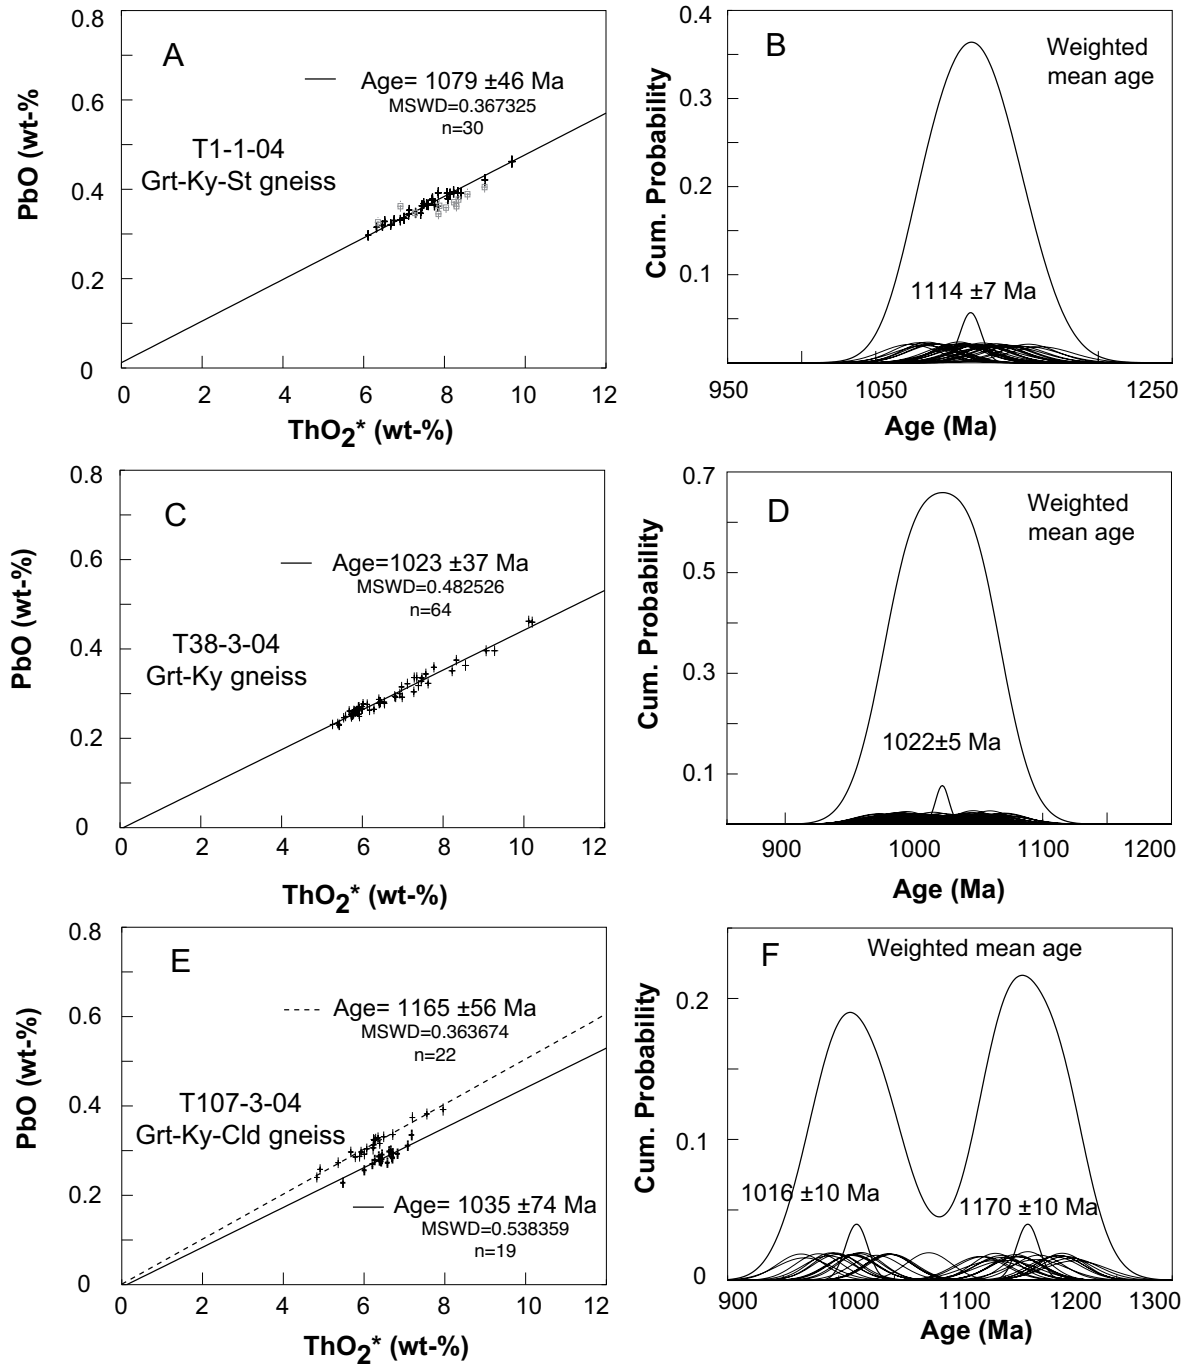 A
Age= 1079 ±46 Ma
MSWD=0.367325
n=30
T1-1-04
Grt-Ky-St gneiss
PbO (wt-%
0.8
0.6
0.4
0.2
0
0 2 4 6 8 10 12
ThO2* (wt-%)
B
Weighted
mean age
Cum. Probability
0.4
0.3
0.2
0.1
1114 ±7 Ma
950 1050 1150 1250
Age (Ma)
C
Age=1023 ±37 Ma
MSWD=0.482526
n=64
T38-3-04
Grt-Ky gneiss
PbO (wt-%)
0.8
0.6
0.4
0.2
0
0 2 4 6 8 10 12
ThO2* (wt-%)
D
Weighted
mean age
Cum. Probability
0.7
0.5
0.3
0.1
1022±5 Ma
900 1000 1100 1200
Age (Ma)
E
Age= 1165 ±56 Ma
MSWD=0.363674
n=22
T107-3-04
Grt-Ky-Cld gneiss
Age= 1035 ±74 Ma
MSWD=0.538359
n=19
PbO (wt-%)
0.8
0.6
0.4
0.2
0
0 2 4 6 8 10 12
ThO2* (wt-%)
F
Weighted mean age
Cum. Probability
0.2
0.1
0
1016 ±10 Ma
1170 ±10 Ma
900 1000 1100 1200 1300
Age (Ma)